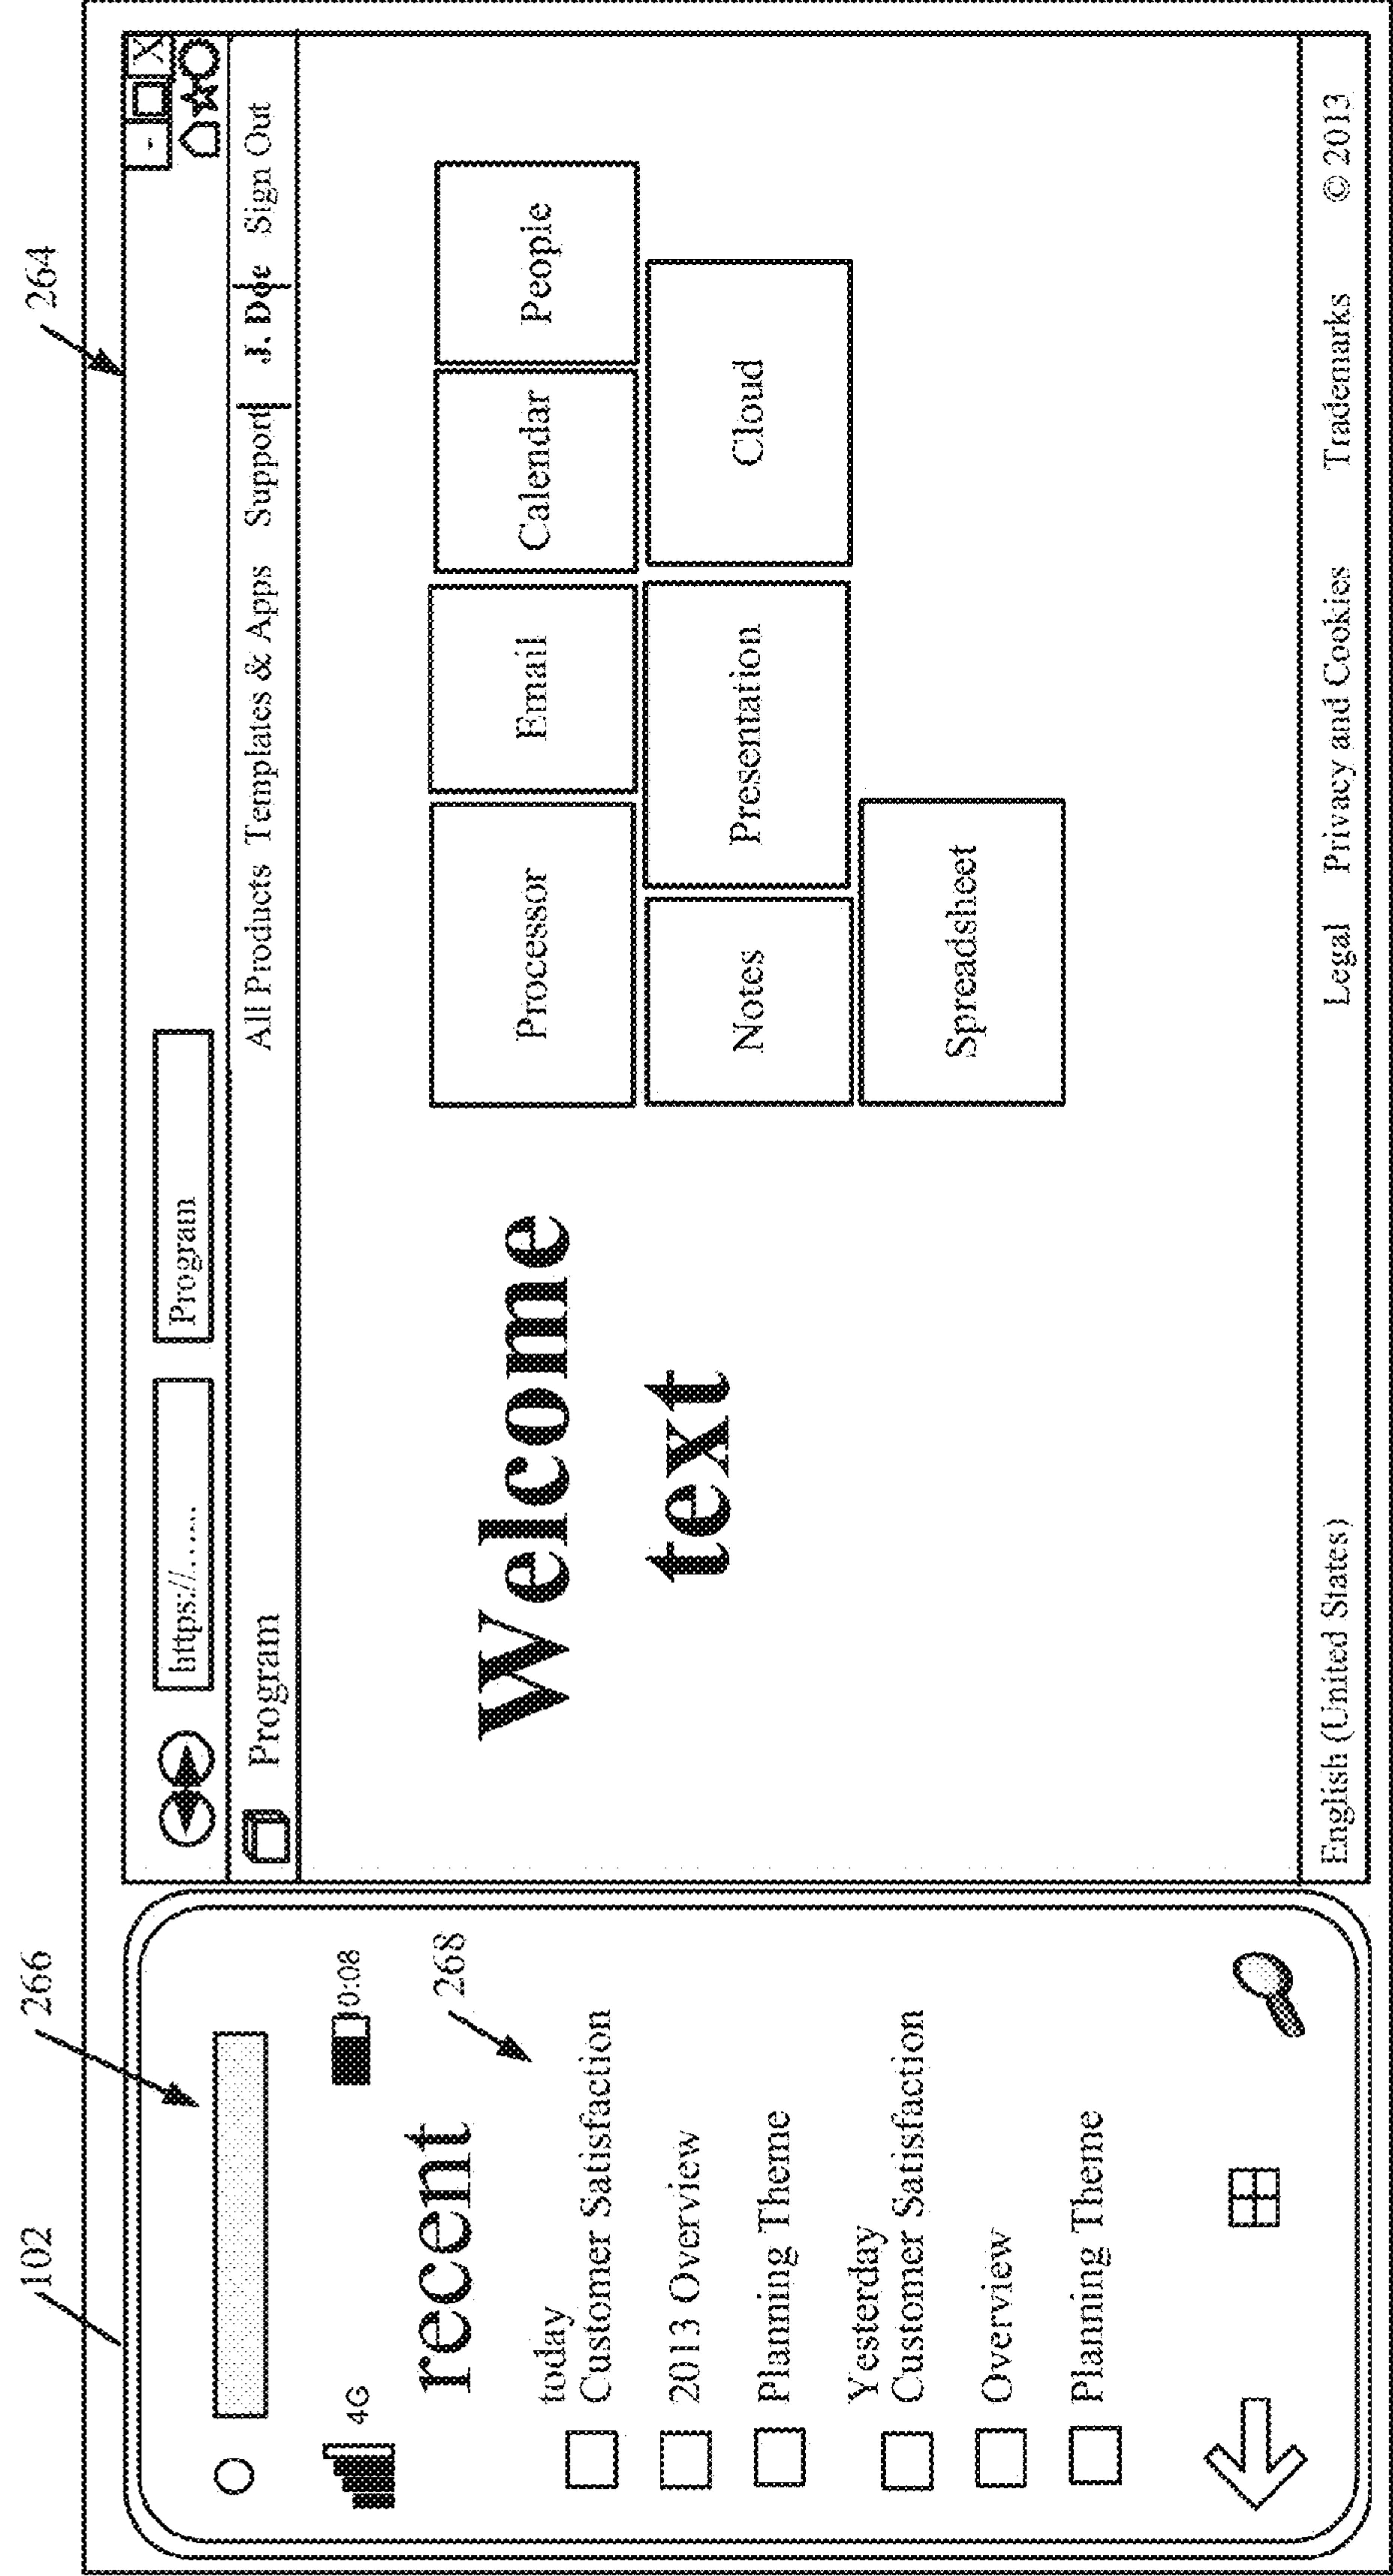 102
266
264
4G
0:08
recent
268
today
Customer Satisfaction
2013 Overview
Planning Theme
Yesterday
Customer Satisfaction
Overview
Planning Theme
https://......
Program
- X
Program
All Products Templates & Apps Support J. Doe Sign Out
Welcome
text
Processor Email Calendar People
Notes Presentation Cloud
Spreadsheet
English (United States) Legal Privacy and Cookies Trademarks © 2013